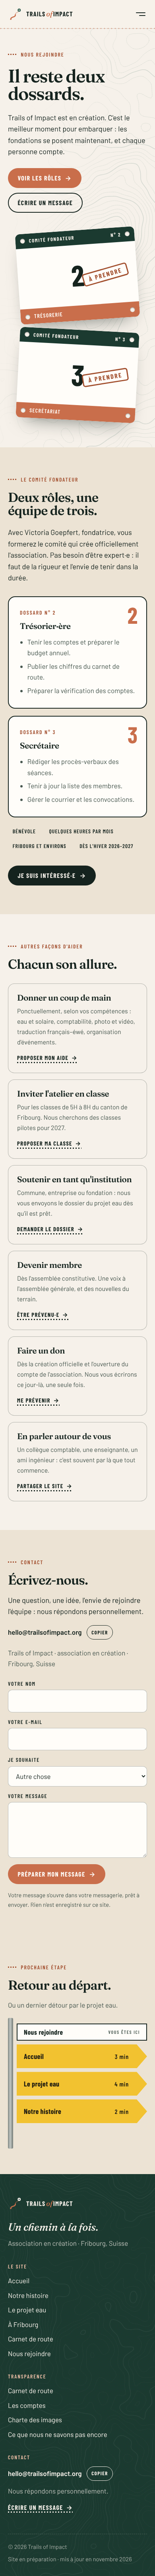 TRAILS of IMPACT
NOUS REJOINDRE
Il reste deux
dossards.
Trails of Impact est en création. C'est le
meilleur moment pour embarquer : les
fondations se posent maintenant, et chaque
personne compte.
VOIR LES RÔLES →
ÉCRIRE UN MESSAGE
COMITÉ FONDATEUR N° 2
2
À PRENDRE
TRÉSORERIE
COMITÉ FONDATEUR N° 3
3
À PRENDRE
SECRÉTARIAT
LE COMITÉ FONDATEUR
Deux rôles, une
équipe de trois.
Avec Victoria Goepfert, fondatrice, vous
formerez le comité qui crée officiellement
l'association. Pas besoin d'être expert·e : il
faut de la rigueur, de l'envie et le sens de la
durée.
DOSSARD N° 2
2
Trésorier·ère
Tenir les comptes et préparer le
budget annuel.
Publier les chiffres du carnet de
route.
Préparer la vérification des comptes.
DOSSARD N° 3
3
Secrétaire
Rédiger les procès-verbaux des
séances.
Tenir à jour la liste des membres.
Gérer le courrier et les convocations.
BÉNÉVOLE QUELQUES HEURES PAR MOIS
FRIBOURG ET ENVIRONS DÈS L'HIVER 2026-2027
JE SUIS INTÉRESSÉ·E →
AUTRES FAÇONS D'AIDER
Chacun son allure.
Donner un coup de main
Ponctuellement, selon vos compétences :
eau et solaire, comptabilité, photo et vidéo,
traduction français-ewé, organisation
d'événements.
PROPOSER MON AIDE →
Inviter l'atelier en classe
Pour les classes de 5H à 8H du canton de
Fribourg. Nous cherchons des classes
pilotes pour 2027.
PROPOSER MA CLASSE →
Soutenir en tant qu'institution
Commune, entreprise ou fondation : nous
vous envoyons le dossier du projet eau dès
qu'il est prêt.
DEMANDER LE DOSSIER →
Devenir membre
Dès l'assemblée constitutive. Une voix à
l'assemblée générale, et des nouvelles du
terrain.
ÊTRE PRÉVENU·E →
Faire un don
Dès la création officielle et l'ouverture du
compte de l'association. Nous vous écrirons
ce jour-là, une seule fois.
ME PRÉVENIR →
En parler autour de vous
Un collègue comptable, une enseignante, un
ami ingénieur : c'est souvent par là que tout
commence.
PARTAGER LE SITE →
CONTACT
Écrivez-nous.
Une question, une idée, l'envie de rejoindre
l'équipe : nous répondons personnellement.
hello@trailsofimpact.org COPIER
Trails of Impact · association en création ·
Fribourg, Suisse
VOTRE NOM
VOTRE E-MAIL
JE SOUHAITE
Autre chose
VOTRE MESSAGE
PRÉPARER MON MESSAGE →
Votre message s'ouvre dans votre messagerie, prêt à
envoyer. Rien n'est enregistré sur ce site.
PROCHAINE ÉTAPE
Retour au départ.
Ou un dernier détour par le projet eau.
Nous rejoindre VOUS ÊTES ICI
Accueil 3 min
Le projet eau 4 min
Notre histoire 2 min
TRAILS of IMPACT
Un chemin à la fois.
Association en création · Fribourg, Suisse
LE SITE
Accueil
Notre histoire
Le projet eau
À Fribourg
Carnet de route
Nous rejoindre
TRANSPARENCE
Carnet de route
Les comptes
Charte des images
Ce que nous ne savons pas encore
CONTACT
hello@trailsofimpact.org COPIER
Nous répondons personnellement.
ÉCRIRE UN MESSAGE →
© 2026 Trails of Impact
Site en préparation · mis à jour en novembre 2026